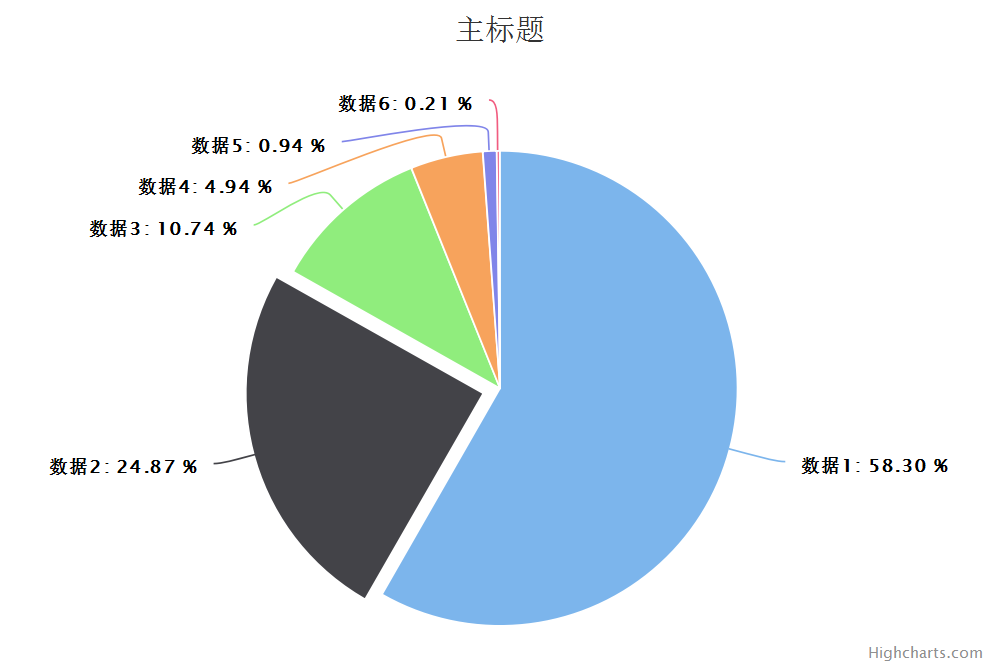 主标题
数据6: 0.21 %
数据5: 0.94 %
数据4: 4.94 %
数据3: 10.74 %
数据2: 24.87 %
数据1: 58.30 %
Highcharts.com